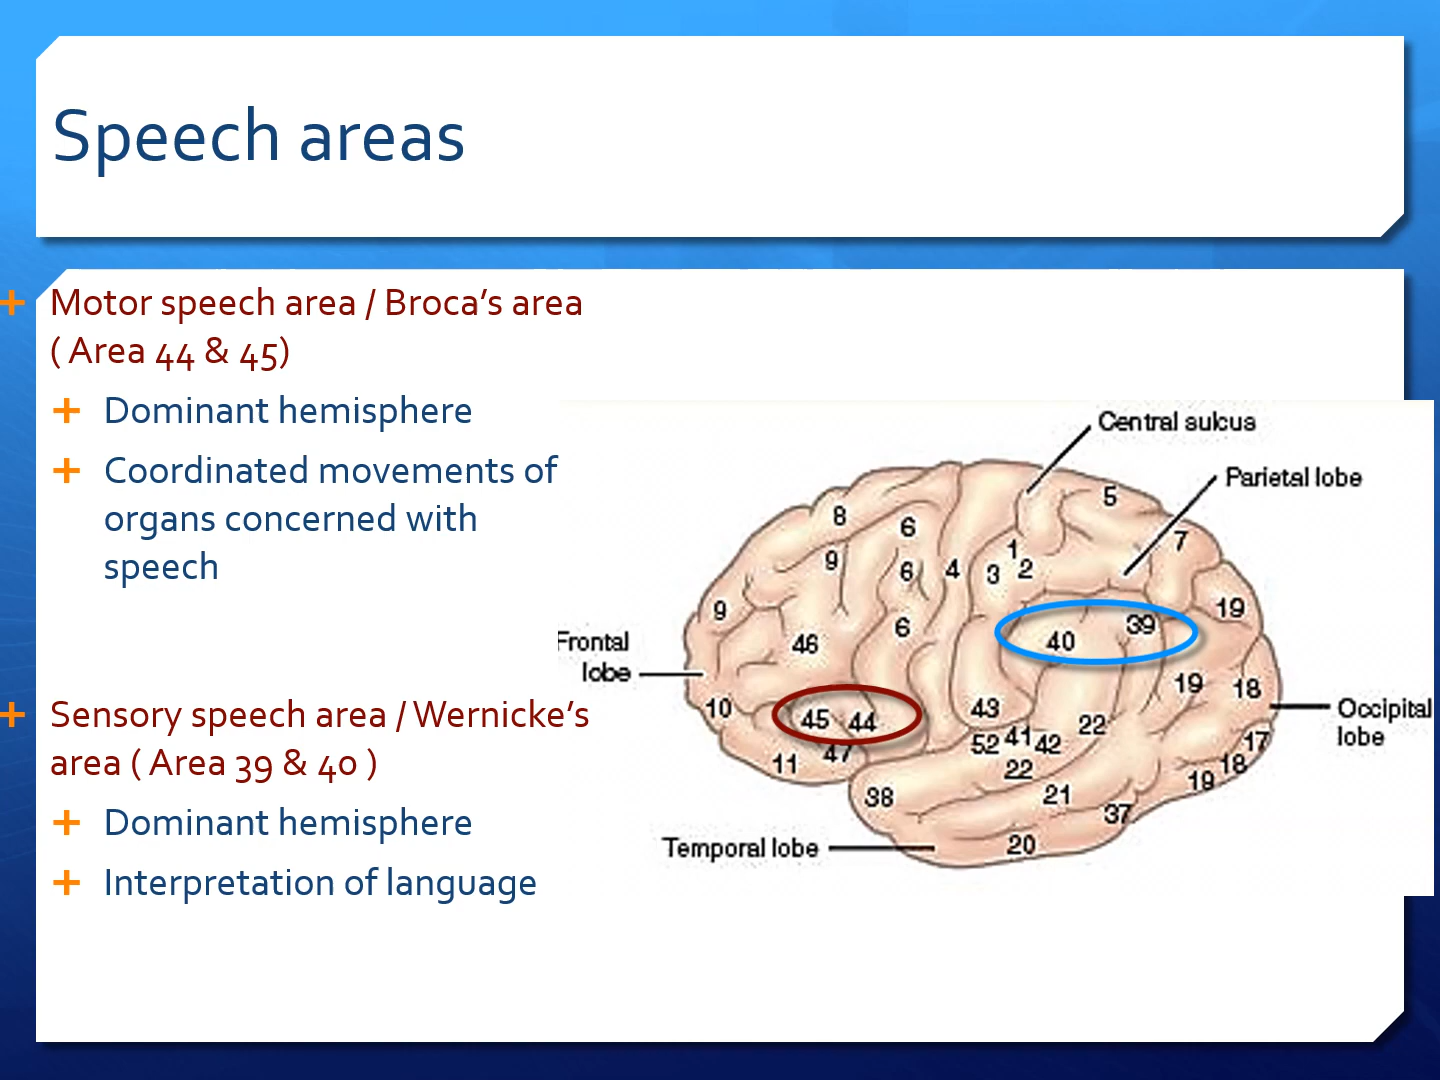 Speech areas
Motor speech area / Broca’s area
( Area 44 & 45)
Dominant hemisphere
Coordinated movements of
organs concerned with
speech
Sensory speech area / Wernicke’s
area ( Area 39 & 40 )
Dominant hemisphere
Interpretation of language
Central sulcus
Parietal lobe
5
8
6
7
1
9
6
4
3
2
9
19
39
6
40
46
Frontal
lobe
19
18
10
43
Occipital
lobe
45
44
22
41
17
52
42
47
11
22
18
19
38
21
37
Temporal lobe
20